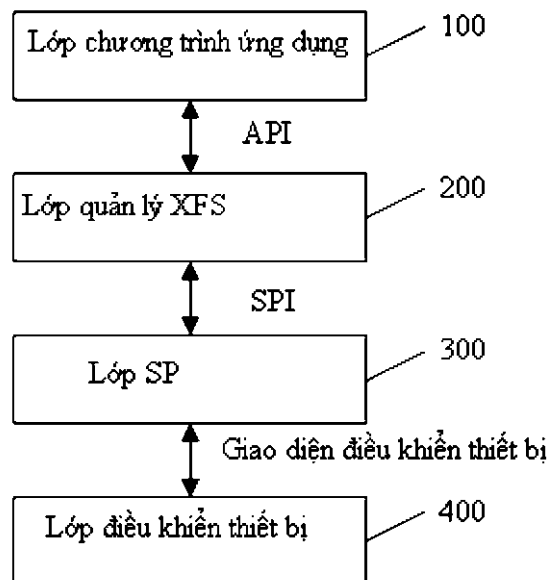 Lớp chương trình ứng dụng
100
API
Lớp quản lý XFS
200
SPI
Lớp SP
300
Giao diện điều khiển thiết bị
Lớp điều khiển thiết bị
400